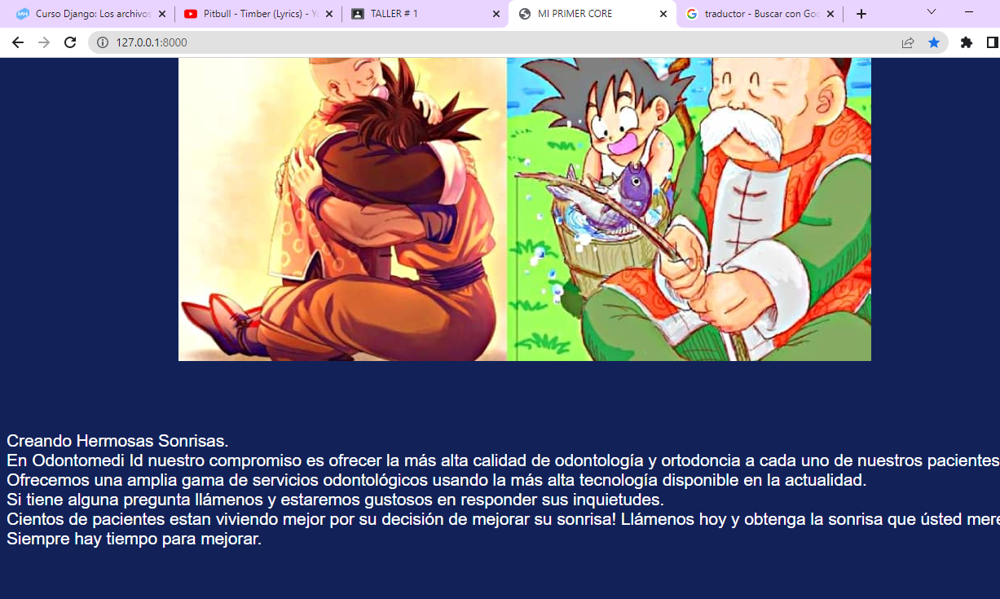 Curso Django: Los archivos
Pitbull - Timber (Lyrics) - Y
TALLER # 1
MI PRIMER CORE
traductor - Buscar con Goo
127.0.0.1:8000
Creando Hermosas Sonrisas.
En Odontomedi Id nuestro compromiso es ofrecer la más alta calidad de odontología y ortodoncia a cada uno de nuestros pacientes
Ofrecemos una amplia gama de servicios odontológicos usando la más alta tecnología disponible en la actualidad.
Si tiene alguna pregunta llámenos y estaremos gustosos en responder sus inquietudes.
Cientos de pacientes estan viviendo mejor por su decisión de mejorar su sonrisa! Llámenos hoy y obtenga la sonrisa que ústed mere
Siempre hay tiempo para mejorar.